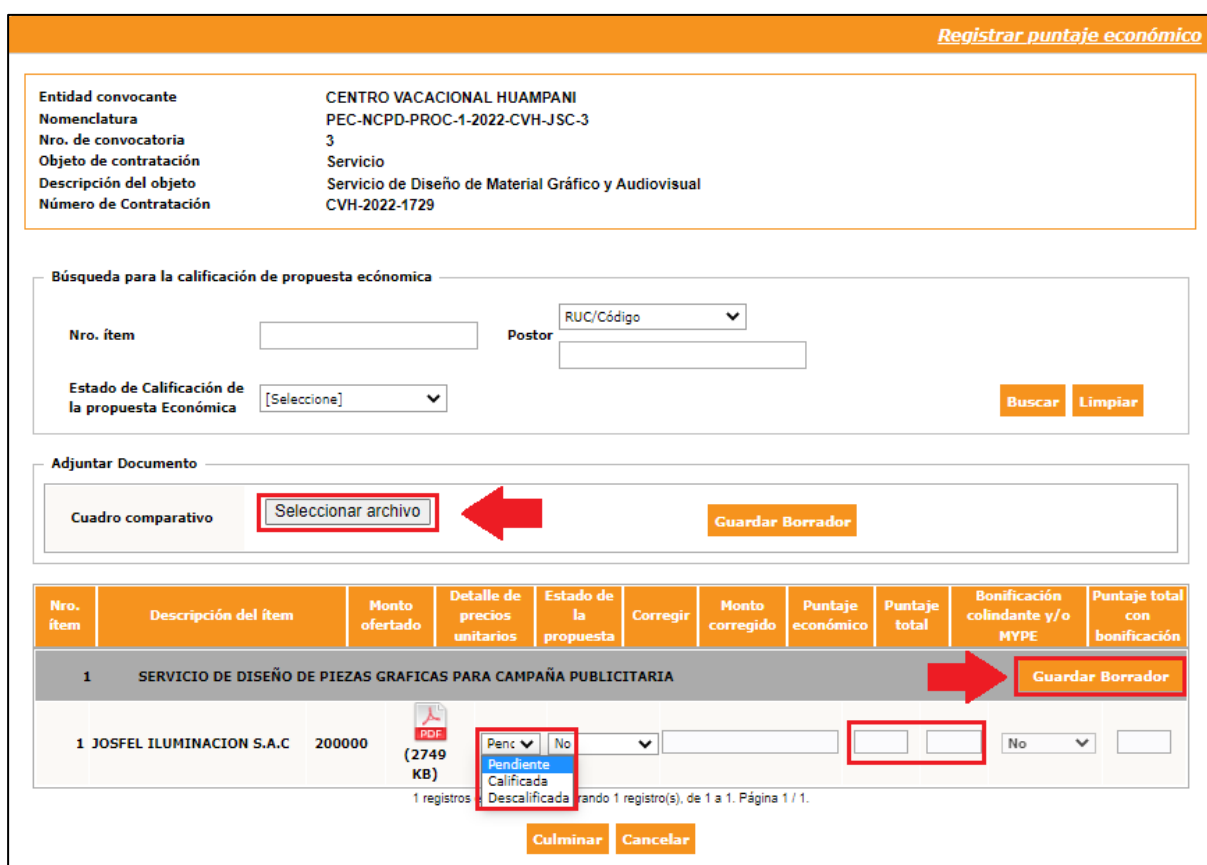 Registrar puntaje económico
Entidad convocante CENTRO VACACIONAL HUAMPANI
Nomenclatura PEC-NCPD-PROC-1-2022-CVH-JSC-3
Nro. de convocatoria 3
Objeto de contratación Servicio
Descripción del objeto Servicio de Diseño de Material Gráfico y Audiovisual
Número de Contratación CVH-2022-1729
Búsqueda para la calificación de propuesta ecónomica
Nro. ítem Postor RUC/Código
Estado de Calificación de
la propuesta Económica [Seleccione] Buscar Limpiar
Adjuntar Documento
Cuadro comparativo Seleccionar archivo Guardar Borrador
Nro. ítem Descripción del ítem Monto ofertado Detalle de precios unitarios Estado de la propuesta Corregir Monto corregido Puntaje económico Puntaje total Bonificación colindante y/o MYPE Puntaje total con bonificación
1 SERVICIO DE DISEÑO DE PIEZAS GRAFICAS PARA CAMPAÑA PUBLICITARIA Guardar Borrador
1 JOSFEL ILUMINACION S.A.C 200000 PDF (2749 KB) Penc No No
Pendiente
Calificada
Descalificada
1 registros rando 1 registro(s), de 1 a 1. Página 1 / 1.
Culminar Cancelar